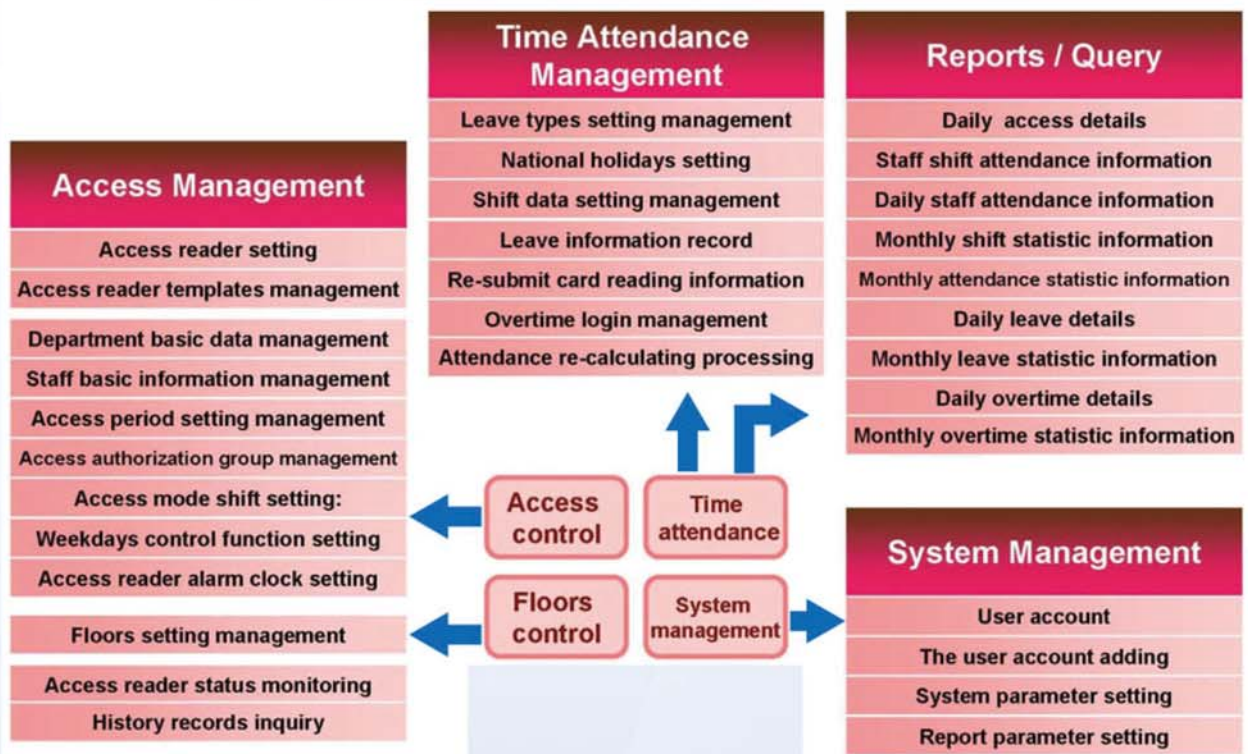 Access Management
Access reader setting
Access reader templates management
Department basic data management
Staff basic information management
Access period setting management
Access authorization group management
Access mode shift setting:
Weekdays control function setting
Access reader alarm clock setting
Floors setting management
Access reader status monitoring
History records inquiry
Time Attendance
Management
Leave types setting management
National holidays setting
Shift data setting management
Leave information record
Re-submit card reading information
Overtime login management
Attendance re-calculating processing
Access
control
Time
attendance
Floors
control
System
management
Reports / Query
Daily access details
Staff shift attendance information
Daily staff attendance information
Monthly shift statistic information
Monthly attendance statistic information
Daily leave details
Monthly leave statistic information
Daily overtime details
Monthly overtime statistic information
System Management
User account
The user account adding
System parameter setting
Report parameter setting